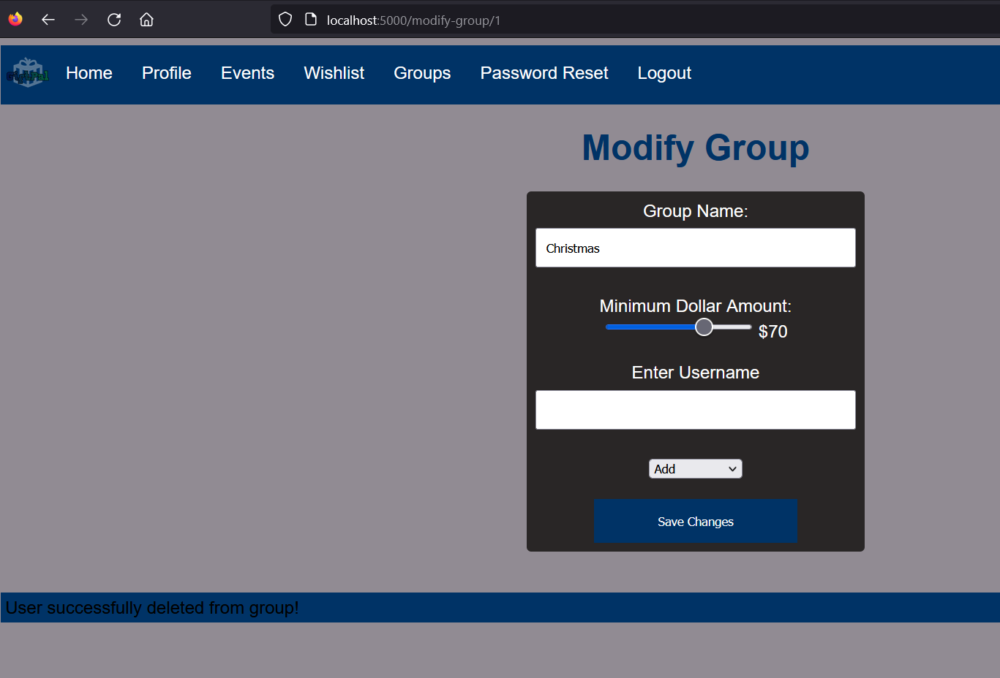 localhost:5000/modify-group/1
Home Profile Events Wishlist Groups Password Reset Logout
Modify Group
Group Name:
Christmas
Minimum Dollar Amount:
$70
Enter Username
Add
Save Changes
User successfully deleted from group!